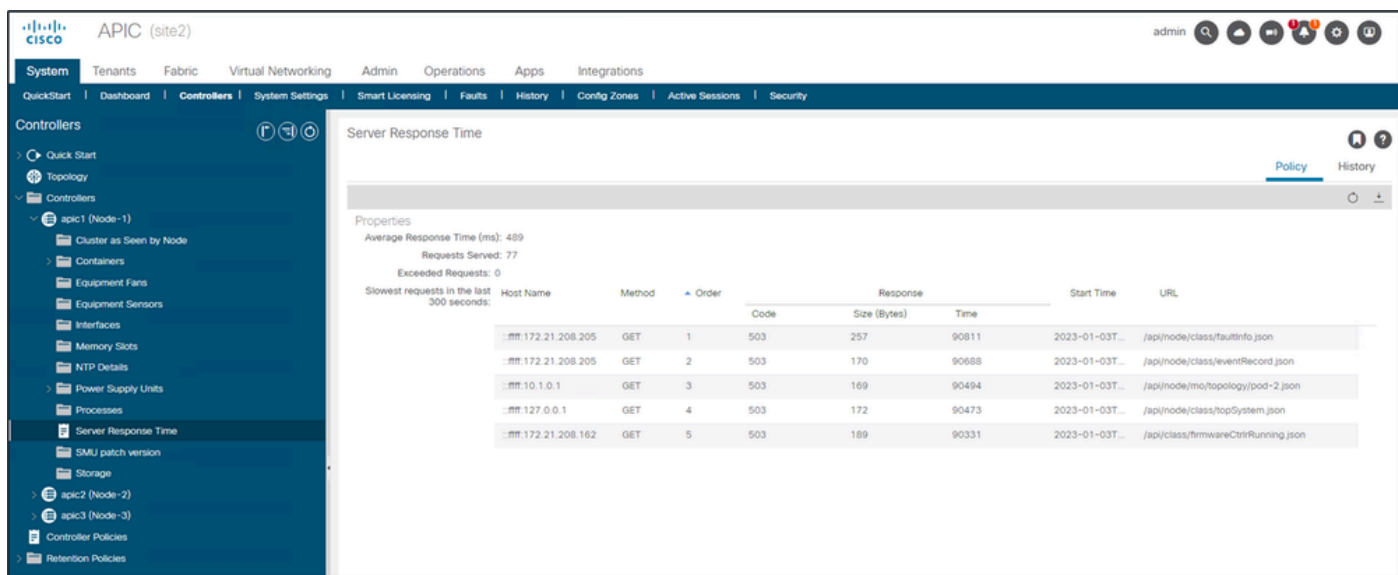 CISCO APIC (site2) admin 1 1
System Tenants Fabric Virtual Networking Admin Operations Apps Integrations
QuickStart | Dashboard | Controllers | System Settings | Smart Licensing | Faults | History | Config Zones | Active Sessions | Security
Controllers
Quick Start
Topology
Controllers
apic1 (Node-1)
Cluster as Seen by Node
Containers
Equipment Fans
Equipment Sensors
Interfaces
Memory Slots
NTP Details
Power Supply Units
Processes
Server Response Time
SMU patch version
Storage
apic2 (Node-2)
apic3 (Node-3)
Controller Policies
Retention Policies
Server Response Time
Policy History
Properties
Average Response Time (ms): 489
Requests Served: 77
Exceeded Requests: 0
Slowest requests in the last 300 seconds:
Host Name Method Order Response Start Time URL
Code Size (Bytes) Time
::ffff:172.21.208.205 GET 1 503 257 90811 2023-01-03T... /api/node/class/faultInfo.json
::ffff:172.21.208.205 GET 2 503 170 90688 2023-01-03T... /api/node/class/eventRecord.json
::ffff:10.1.0.1 GET 3 503 169 90494 2023-01-03T... /api/node/mo/topology/pod-2.json
::ffff:127.0.0.1 GET 4 503 172 90473 2023-01-03T... /api/node/class/topSystem.json
::ffff:172.21.208.162 GET 5 503 189 90331 2023-01-03T... /api/class/firmwareCtrlrRunning.json